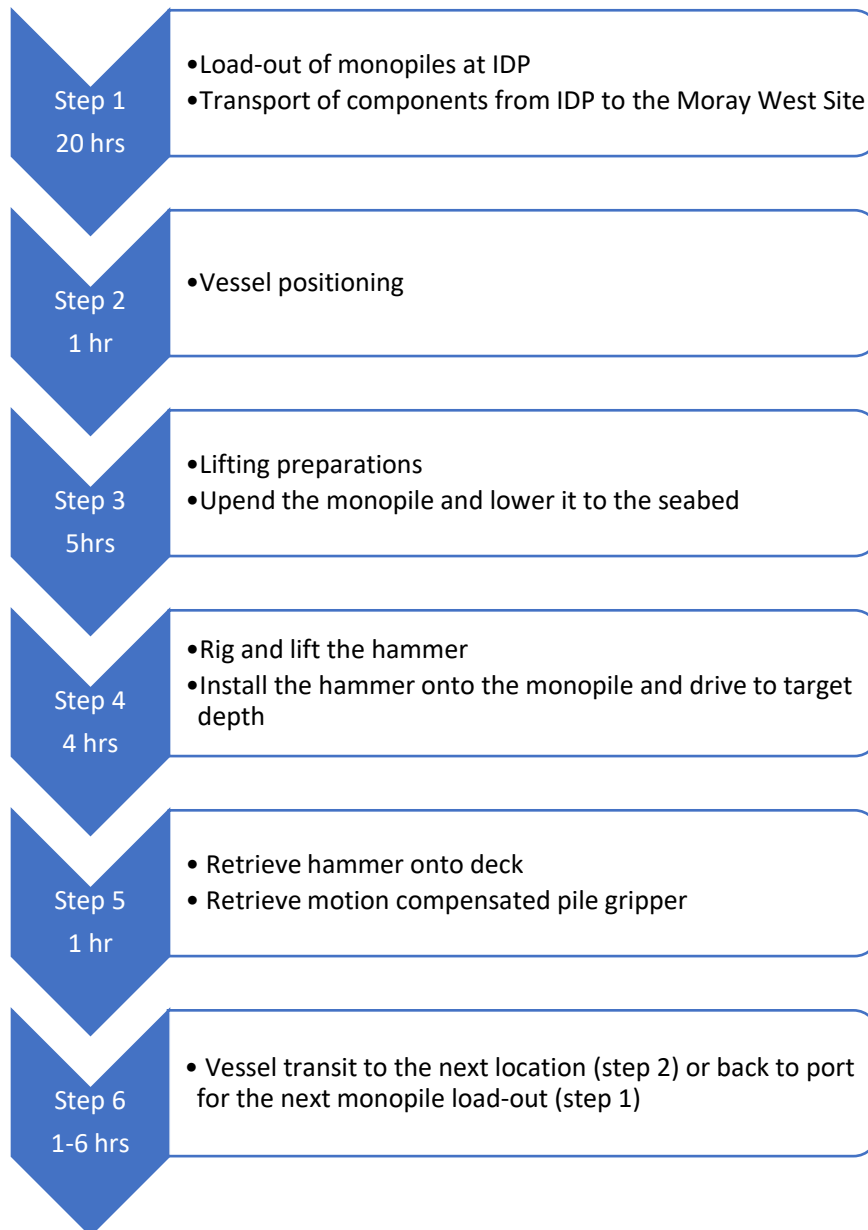 Step 1
20 hrs
•Load-out of monopiles at IDP
•Transport of components from IDP to the Moray West Site
Step 2
1 hr
•Vessel positioning
Step 3
5hrs
•Lifting preparations
•Upend the monopile and lower it to the seabed
Step 4
4 hrs
•Rig and lift the hammer
•Install the hammer onto the monopile and drive to target
depth
Step 5
1 hr
• Retrieve hammer onto deck
• Retrieve motion compensated pile gripper
Step 6
1-6 hrs
• Vessel transit to the next location (step 2) or back to port
for the next monopile load-out (step 1)